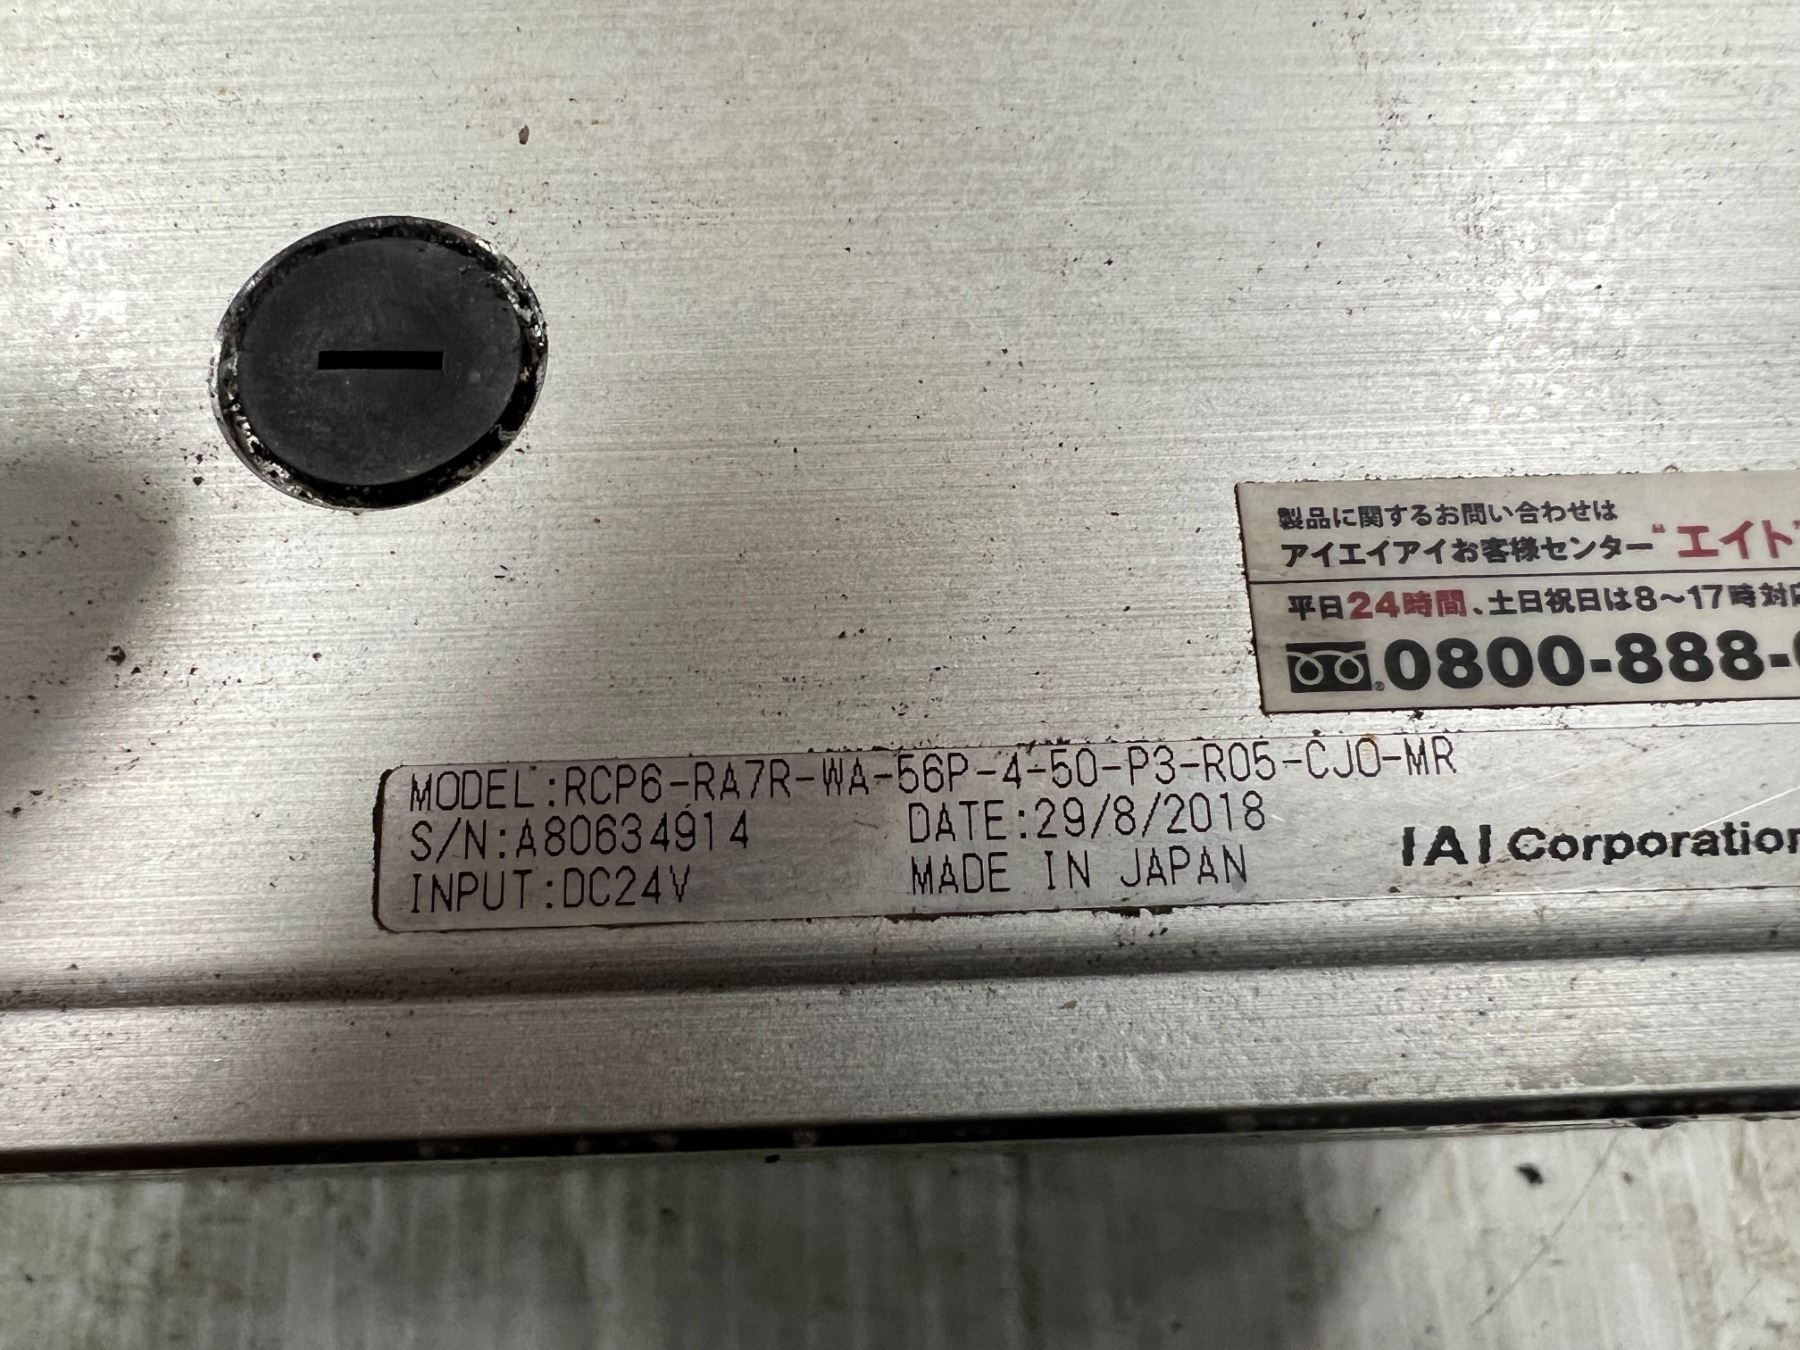 製品に関するお問い合わせは
アイエイアイお客様センター“エイト”
平日24時間、土日祝日は8～17時対応
0800-888-
MODEL:RCP6-RA7R-WA-56P-4-50-P3-R05-CJO-MR
S/N:A80634914 DATE:29/8/2018
INPUT:DC24V MADE IN JAPAN
IAI Corporation